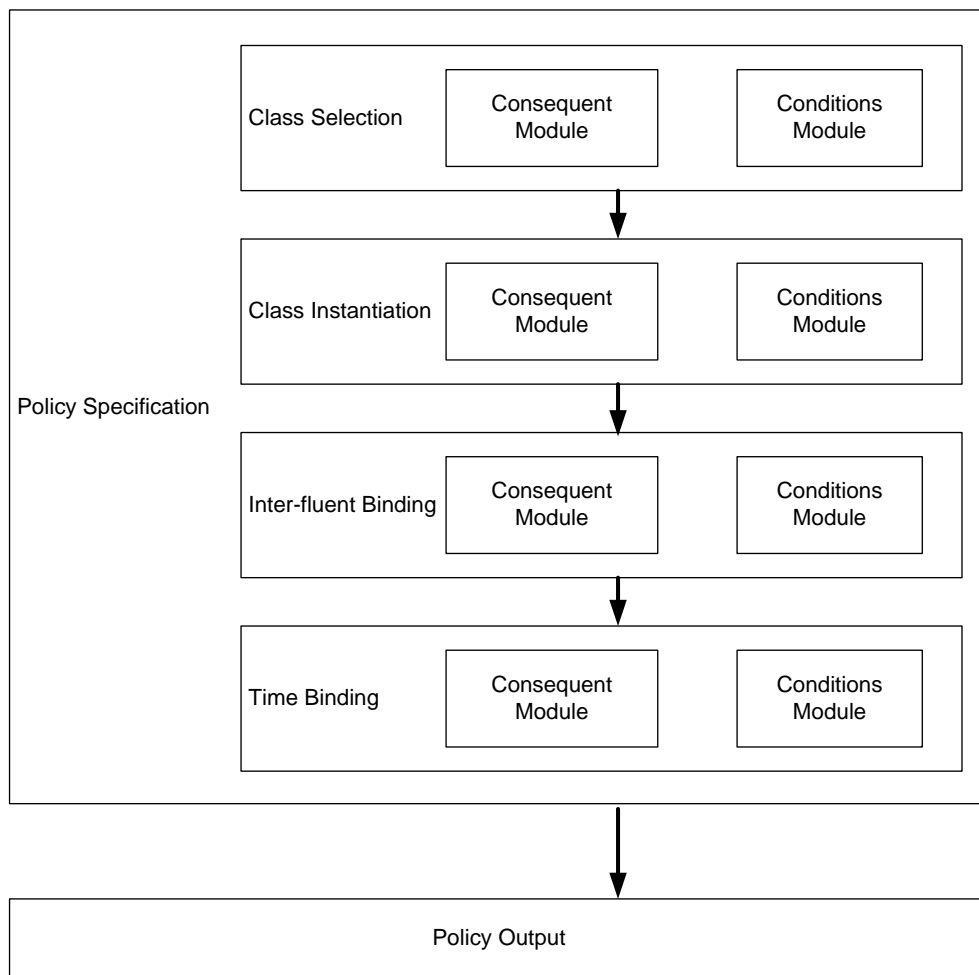 Class Selection
Consequent
Module
Conditions
Module
Class Instantiation
Consequent
Module
Conditions
Module
Policy Specification
Inter-fluent Binding
Consequent
Module
Conditions
Module
Time Binding
Consequent
Module
Conditions
Module
Policy Output